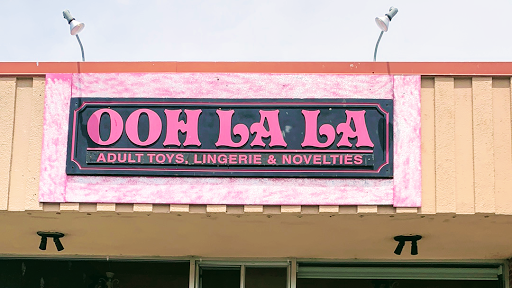 OOH LA LA
ADULT TOYS, LINGERIE & NOVELTIES